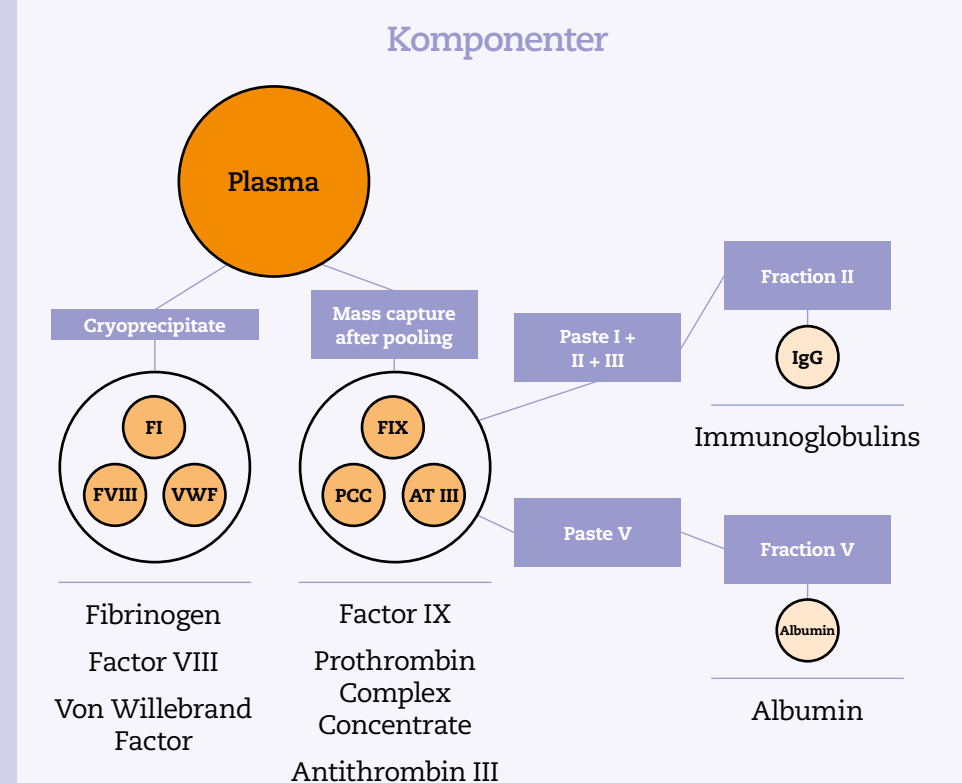 Komponenter
Plasma
Cryoprecipitate
Mass capture
after pooling
Paste I +
II + III
Fraction II
IgG
Immunoglobulins
FI
FVIII
VWF
FIX
PCC
AT III
Paste V
Fraction V
Albumin
Albumin
Fibrinogen
Factor VIII
Von Willebrand
Factor
Factor IX
Prothrombin
Complex
Concentrate
Antithrombin III